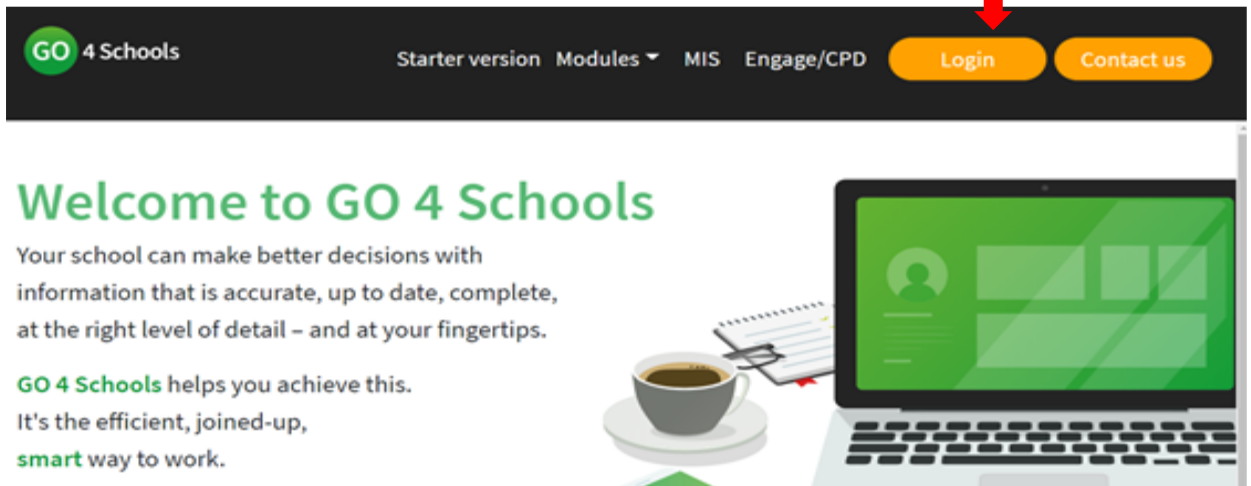 GO 4 Schools
Starter version Modules MIS Engage/CPD Login Contact us
Welcome to GO 4 Schools
Your school can make better decisions with
information that is accurate, up to date, complete,
at the right level of detail – and at your fingertips.
GO 4 Schools helps you achieve this.
It's the efficient, joined-up,
smart way to work.